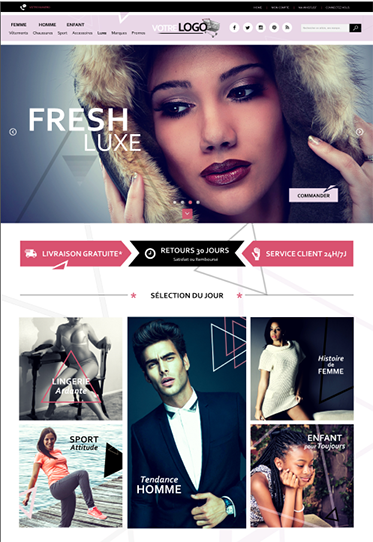 FEMME HOMME ENFANT
Vêtements Chaussures Sport Accessoires Luxe Marques Promos
VOTRE LOGO
FRESH
LUXE
COMMANDER
LIVRAISON GRATUITE*
RETOURS 30 JOURS
Satisfait ou Remboursé
SERVICE CLIENT 24H/7J
* SÉLECTION DU JOUR *
LINGERIE
Ardente
Tendance
HOMME
Histoire
de
FEMME
SPORT
Attitude
ENFANT
pour Toujours